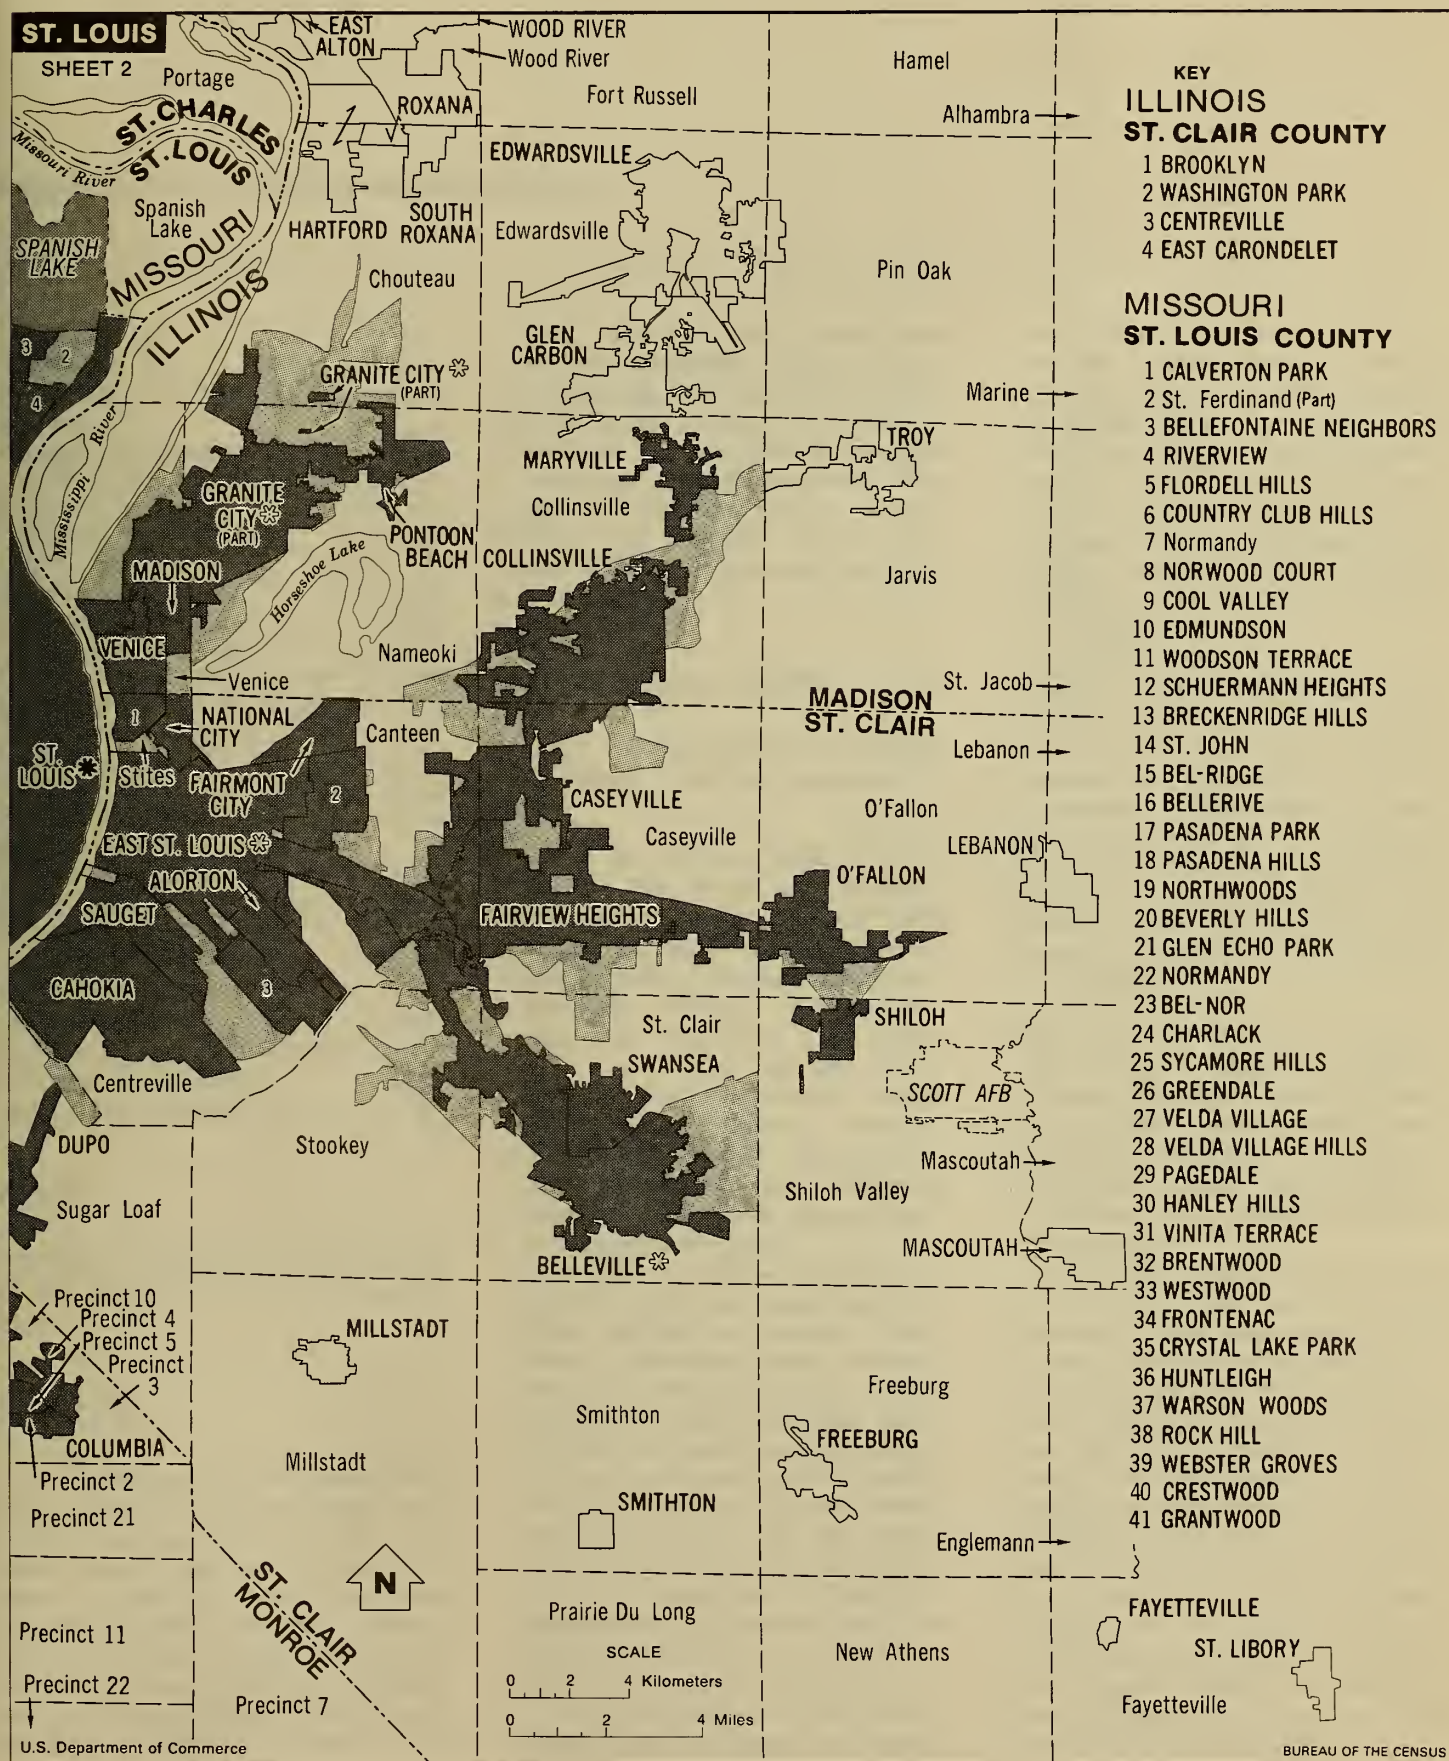 ST. LOUIS
SHEET 2
EAST
ALTON
WOOD RIVER
Wood River
Portage
ST. CHARLES
ST. LOUIS
Missouri River
ROXANA
Fort Russell
Hamel
Alhambra
Spanish
Lake
SPANISH
LAKE
MISSOURI
ILLINOIS
HARTFORD
SOUTH
ROXANA
EDWARDSVILLE
Edwardsville
Chouteau
Pin Oak
3
2
4
GLEN
CARBON
GRANITE CITY
(PART)
Marine
Mississippi River
MARYVILLE
TROY
GRANITE
CITY
(PART)
Collinsville
PONTOON
BEACH
COLLINSVILLE
MADISON
Horseshoe Lake
Jarvis
VENICE
Venice
Nameoki
St. Jacob
MADISON
ST. CLAIR
1
NATIONAL
CITY
Canteen
Lebanon
ST.
LOUIS
Stites
FAIRMONT
CITY
2
CASEYVILLE
Caseyville
O'Fallon
EAST ST. LOUIS
LEBANON
ALORTON
O'FALLON
SAUGET
FAIRVIEW HEIGHTS
CAHOKIA
3
St. Clair
SHILOH
SWANSEA
SCOTT AFB
Centreville
DUPO
Stookey
Mascoutah
Sugar Loaf
Shiloh Valley
MASCOUTAH
BELLEVILLE
Precinct 10
Precinct 4
Precinct 5
Precinct
3
MILLSTADT
Freeburg
Smithton
FREEBURG
COLUMBIA
Millstadt
Precinct 2
Precinct 21
SMITHTON
Englemann
ST. CLAIR
MONROE
N
Prairie Du Long
New Athens
Precinct 11
Precinct 22
Precinct 7
SCALE
0 2 4 Kilometers
0 2 4 Miles
FAYETTEVILLE
ST. LIBORY
Fayetteville
KEY
ILLINOIS
ST. CLAIR COUNTY
1 BROOKLYN
2 WASHINGTON PARK
3 CENTREVILLE
4 EAST CARONDELET
MISSOURI
ST. LOUIS COUNTY
1 CALVERTON PARK
2 St. Ferdinand (Part)
3 BELLEFONTAINE NEIGHBORS
4 RIVERVIEW
5 FLORDELL HILLS
6 COUNTRY CLUB HILLS
7 Normandy
8 NORWOOD COURT
9 COOL VALLEY
10 EDMUNDSON
11 WOODSON TERRACE
12 SCHUERMANN HEIGHTS
13 BRECKENRIDGE HILLS
14 ST. JOHN
15 BEL-RIDGE
16 BELLERIVE
17 PASADENA PARK
18 PASADENA HILLS
19 NORTHWOODS
20 BEVERLY HILLS
21 GLEN ECHO PARK
22 NORMANDY
23 BEL-NOR
24 CHARLACK
25 SYCAMORE HILLS
26 GREENDALE
27 VELDA VILLAGE
28 VELDA VILLAGE HILLS
29 PAGEDALE
30 HANLEY HILLS
31 VINITA TERRACE
32 BRENTWOOD
33 WESTWOOD
34 FRONTENAC
35 CRYSTAL LAKE PARK
36 HUNTLEIGH
37 WARSON WOODS
38 ROCK HILL
39 WEBSTER GROVES
40 CRESTWOOD
41 GRANTWOOD
U.S. Department of Commerce
BUREAU OF THE CENSUS